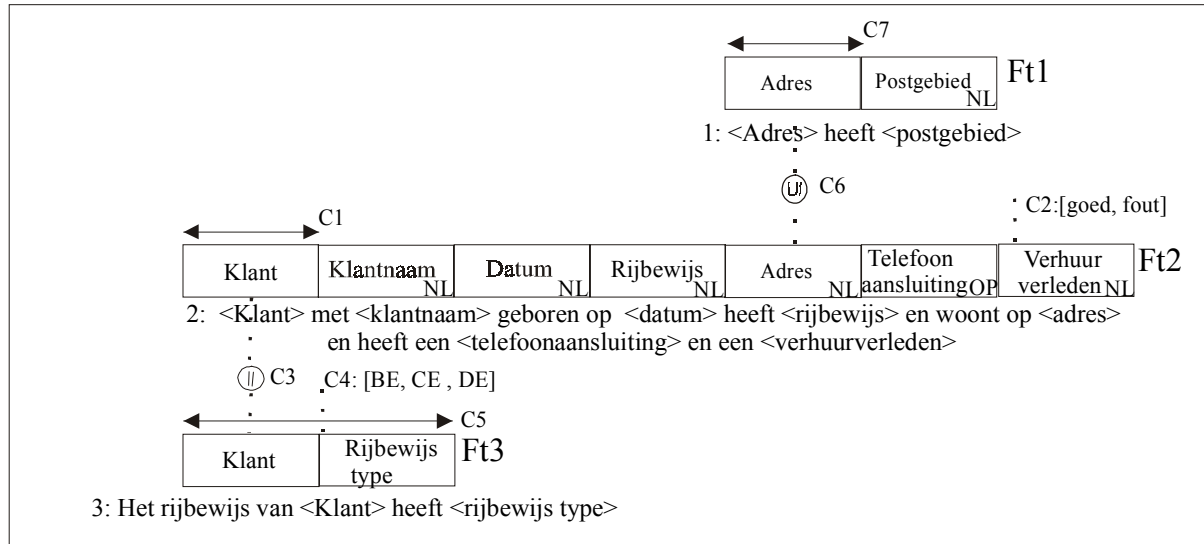 C7
Adres Postgebied NL Ft1
1: <Adres> heeft <postgebied>
C6
C2:[goed, fout]
C1
Klant Klantnaam NL Datum NL Rijbewijs NL Adres NL Telefoon aansluiting OP Verhuur verleden NL Ft2
2: <Klant> met <klantnaam> geboren op <datum> heeft <rijbewijs> en woont op <adres>
en heeft een <telefoonaansluiting> en een <verhuurverleden>
C3 C4: [BE, CE , DE]
C5
Klant Rijbewijs type Ft3
3: Het rijbewijs van <Klant> heeft <rijbewijs type>